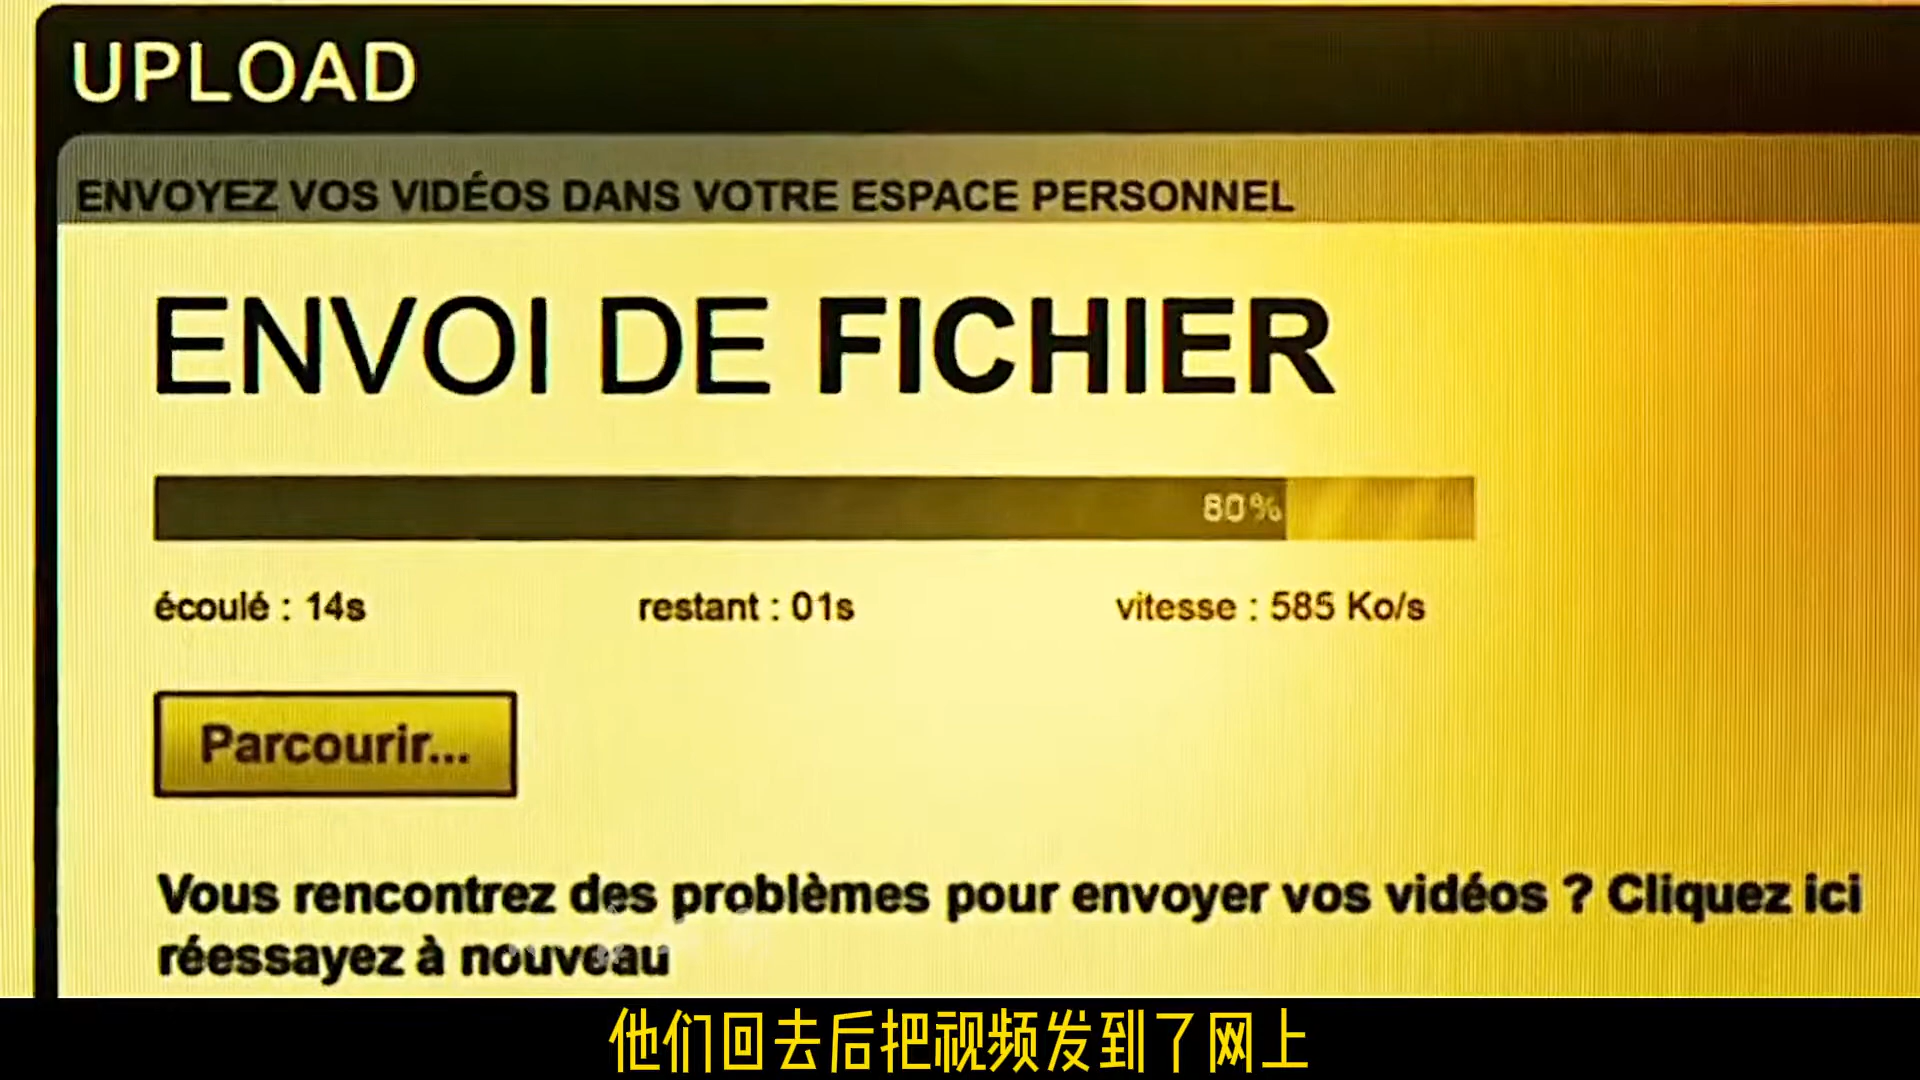 UPLOAD
ENVOYEZ VOS VIDÉOS DANS VOTRE ESPACE PERSONNEL
ENVOI DE FICHIER
80%
écoulé : 14s restant : 01s vitesse : 585 Ko/s
Parcourir...
Vous rencontrez des problèmes pour envoyer vos vidéos ? Cliquez ici
réessayez à nouveau
他们回去后把视频发到了网上